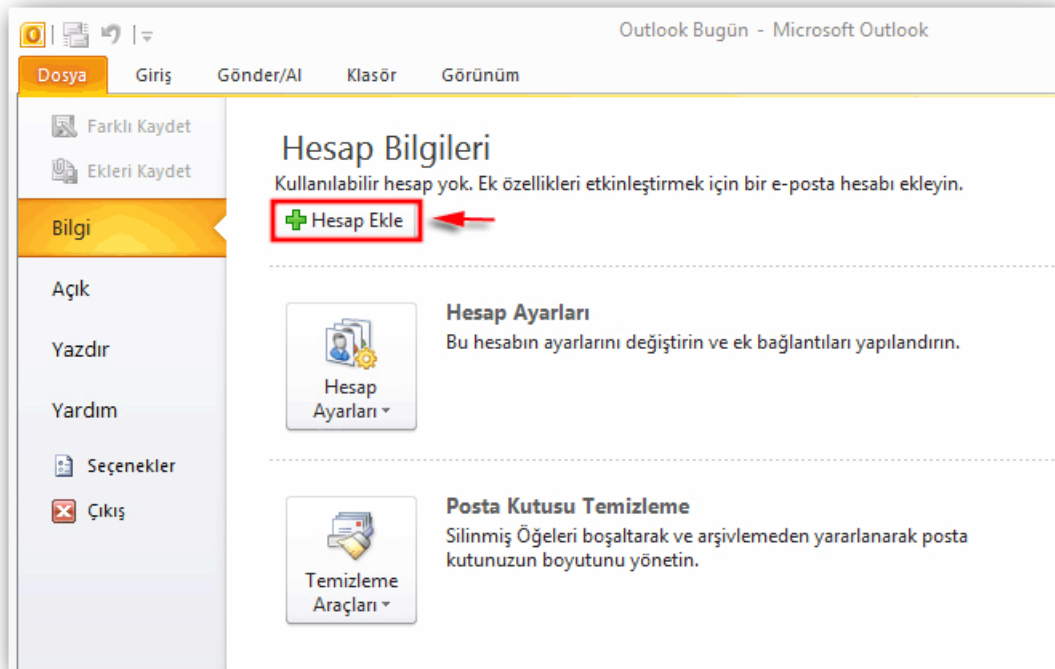 Outlook Bugün - Microsoft Outlook
Dosya Giriş Gönder/Al Klasör Görünüm
Farklı Kaydet
Ekleri Kaydet
Bilgi
Açık
Yazdır
Yardım
Seçenekler
Çıkış
Hesap Bilgileri
Kullanılabilir hesap yok. Ek özellikleri etkinleştirmek için bir e-posta hesabı ekleyin.
Hesap Ekle
Hesap
Ayarları
Hesap Ayarları
Bu hesabın ayarlarını değiştirin ve ek bağlantıları yapılandırın.
Temizleme
Araçları
Posta Kutusu Temizleme
Silinmiş Öğeleri boşaltarak ve arşivlemeden yararlanarak posta
kutunuzun boyutunu yönetin.